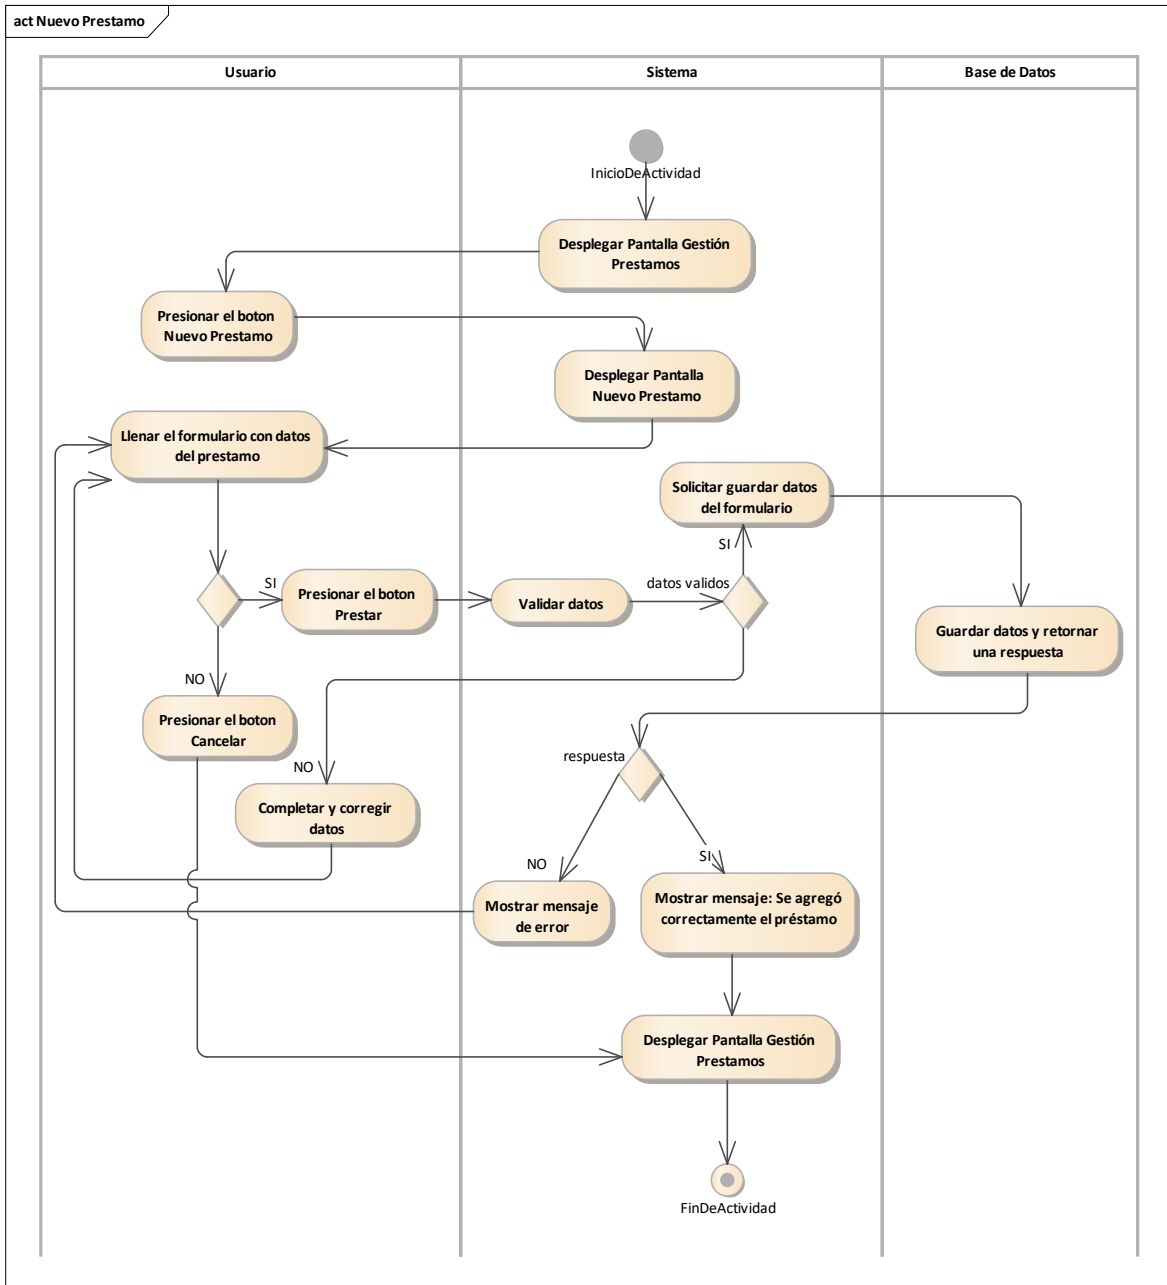 act Nuevo Prestamo
Usuario
Sistema
Base de Datos
InicioDeActividad
Desplegar Pantalla Gestión
Prestamos
Presionar el boton
Nuevo Prestamo
Desplegar Pantalla
Nuevo Prestamo
Llenar el formulario con datos
del prestamo
Solicitar guardar datos
del formulario
SI
SI
Presionar el boton
Prestar
Validar datos
datos validos
Guardar datos y retornar
una respuesta
NO
Presionar el boton
Cancelar
NO
Completar y corregir
datos
respuesta
NO
SI
Mostrar mensaje
de error
Mostrar mensaje: Se agregó
correctamente el préstamo
Desplegar Pantalla Gestión
Prestamos
FinDeActividad